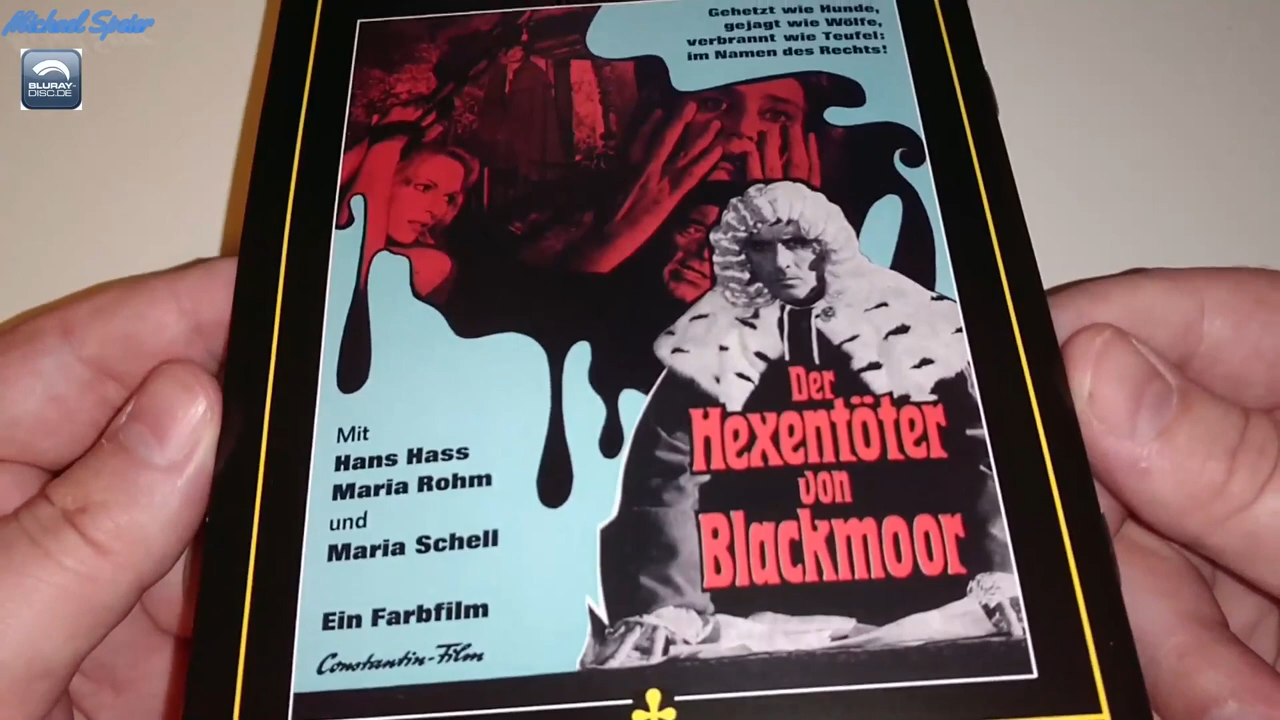 Michael Speier
BLURAY-
DISC.DE
Gehetzt wie Hunde,
gejagt wie Wölfe,
verbrannt wie Teufel:
im Namen des Rechts!
Der
Hexentöter
von
Blackmoor
Mit
Hans Hass
Maria Rohm
und
Maria Schell
Ein Farbfilm
Constantin-Film